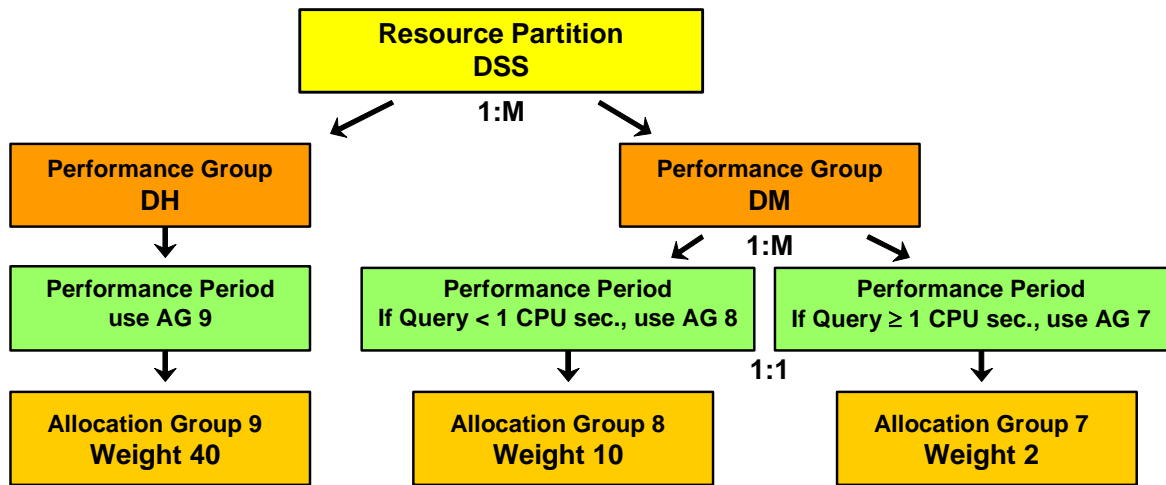 Resource Partition
DSS
1:M
Performance Group
DH
Performance Group
DM
1:M
Performance Period
use AG 9
Performance Period
If Query < 1 CPU sec., use AG 8
Performance Period
If Query ≥ 1 CPU sec., use AG 7
1:1
Allocation Group 9
Weight 40
Allocation Group 8
Weight 10
Allocation Group 7
Weight 2